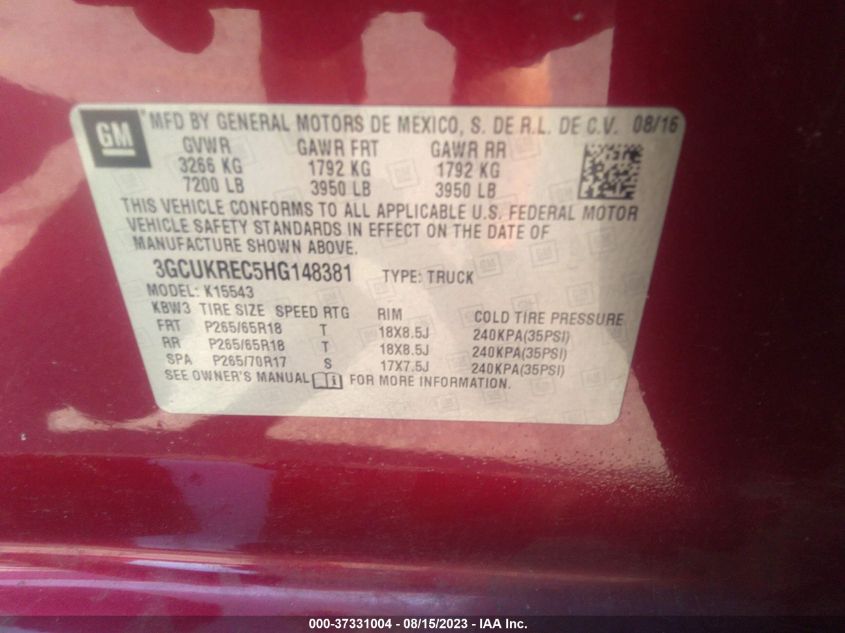 GM MFD BY GENERAL MOTORS DE MEXICO, S. DE R.L. DE C.V. 08/16
GVWR GAWR FRT GAWR RR
3266 KG 1792 KG 1792 KG
7200 LB 3950 LB 3950 LB
THIS VEHICLE CONFORMS TO ALL APPLICABLE U.S. FEDERAL MOTOR
VEHICLE SAFETY STANDARDS IN EFFECT ON THE DATE OF
MANUFACTURE SHOWN ABOVE.
3GCUKREC5HG148381 TYPE: TRUCK
MODEL: K15543
KBW3 TIRE SIZE SPEED RTG RIM COLD TIRE PRESSURE
FRT P265/65R18 T 18X8.5J 240KPA(35PSI)
RR P265/65R18 T 18X8.5J 240KPA(35PSI)
SPA P265/70R17 S 17X7.5J 240KPA(35PSI)
SEE OWNER'S MANUAL FOR MORE INFORMATION.
000-37331004 - 08/15/2023 - IAA Inc.